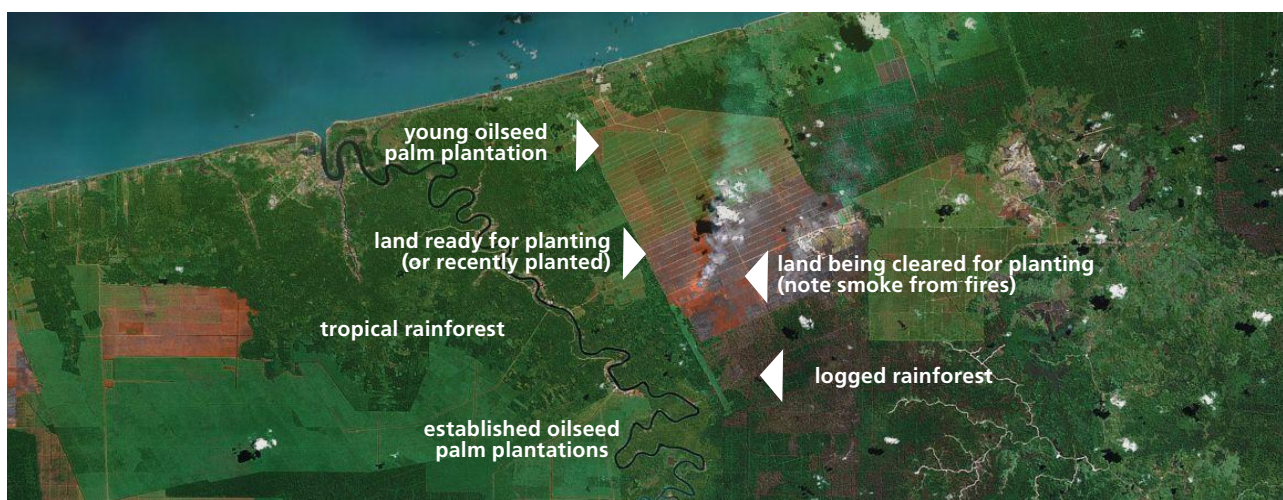 young oilseed
palm plantation
land ready for planting
(or recently planted)
land being cleared for planting
(note smoke from fires)
tropical rainforest
logged rainforest
established oilseed
palm plantations